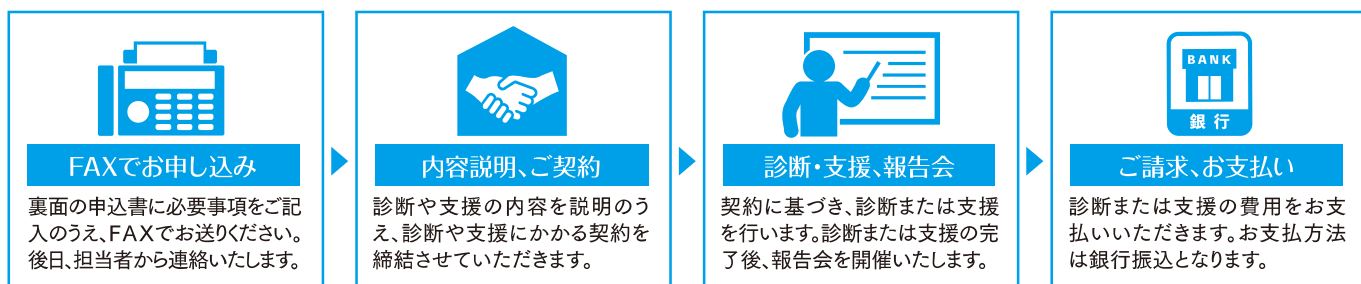 FAXでお申し込み
裏面の申込書に必要事項をご記
入のうえ、FAXでお送りください。
後日、担当者から連絡いたします。
内容説明、ご契約
診断や支援の内容を説明のう
え、診断や支援にかかる契約を
締結させていただきます。
診断・支援、報告会
契約に基づき、診断または支援
を行います。診断または支援の完
了後、報告会を開催いたします。
BANK
銀行
ご請求、お支払い
診断または支援の費用をお支
払いいただきます。お支払方法
は銀行振込となります。